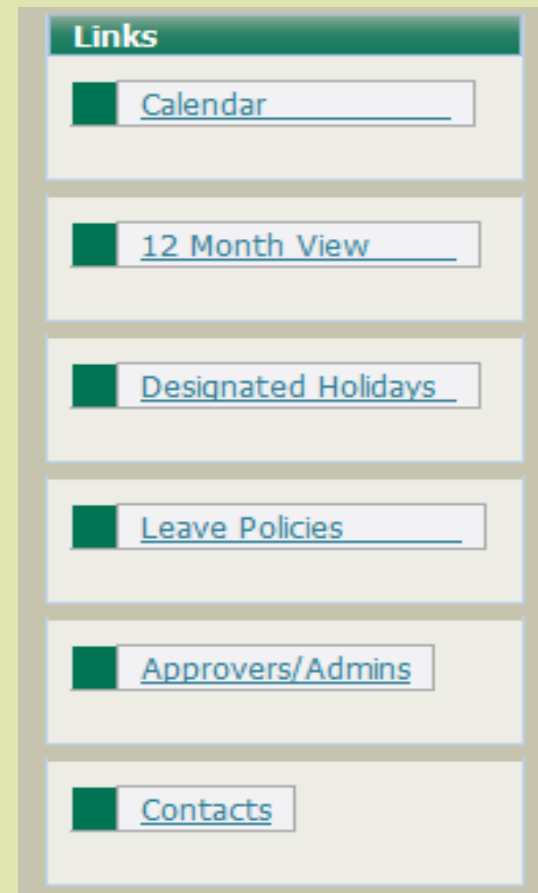 Links
Calendar
12 Month View
Designated Holidays
Leave Policies
Approvers/Admins
Contacts